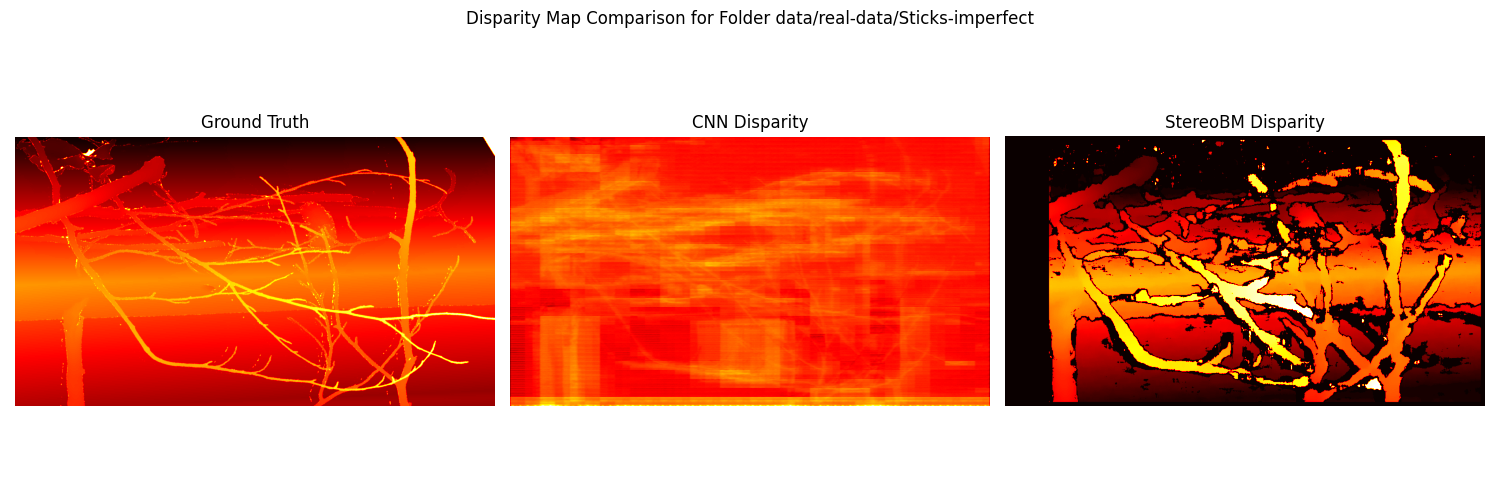 Disparity Map Comparison for Folder data/real-data/Sticks-imperfect
Ground Truth
CNN Disparity
StereoBM Disparity